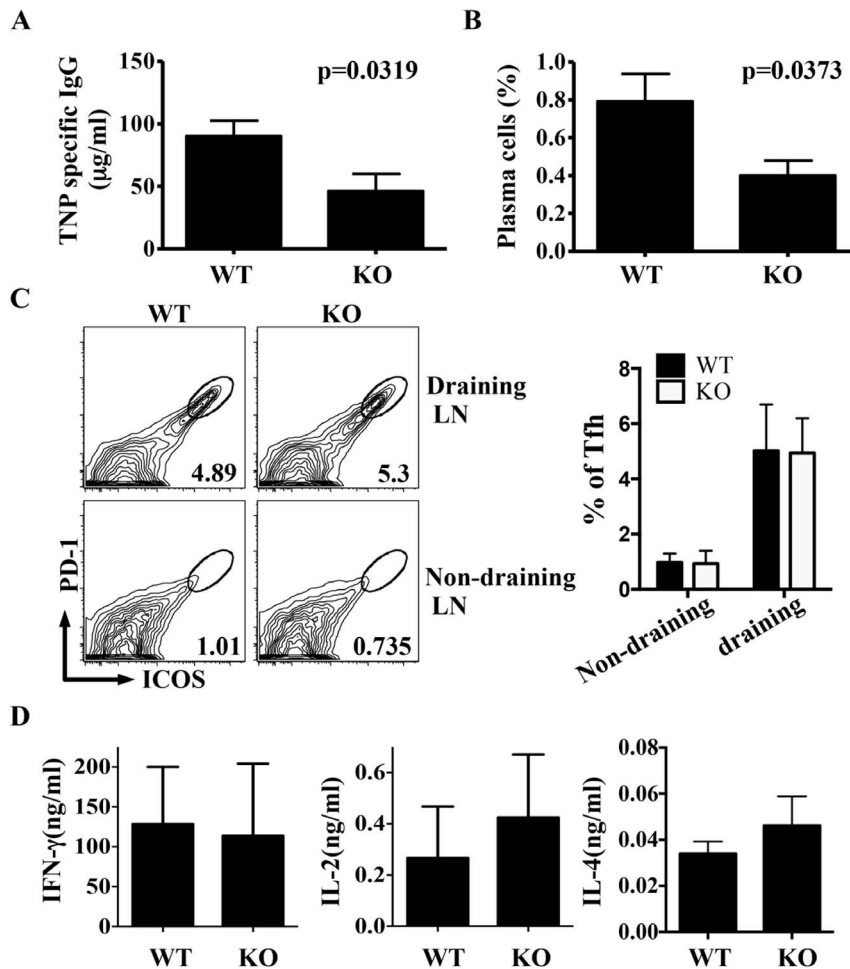 A
TNP specific IgG
(μg/ml)
150
100
50
0
p=0.0319
WT
KO
B
Plasma cells (%)
1.0
0.8
0.6
0.4
0.2
0.0
p=0.0373
WT
KO
C
WT
KO
4.89
5.3
Draining
LN
1.01
0.735
Non-draining
LN
PD-1
ICOS
% of Tfh
8
6
4
2
0
WT
KO
Non-draining
draining
D
IFN-γ(ng/ml)
200
150
100
50
0
WT
KO
IL-2(ng/ml)
0.6
0.4
0.2
0.0
WT
KO
IL-4(ng/ml)
0.08
0.06
0.04
0.02
0.00
WT
KO